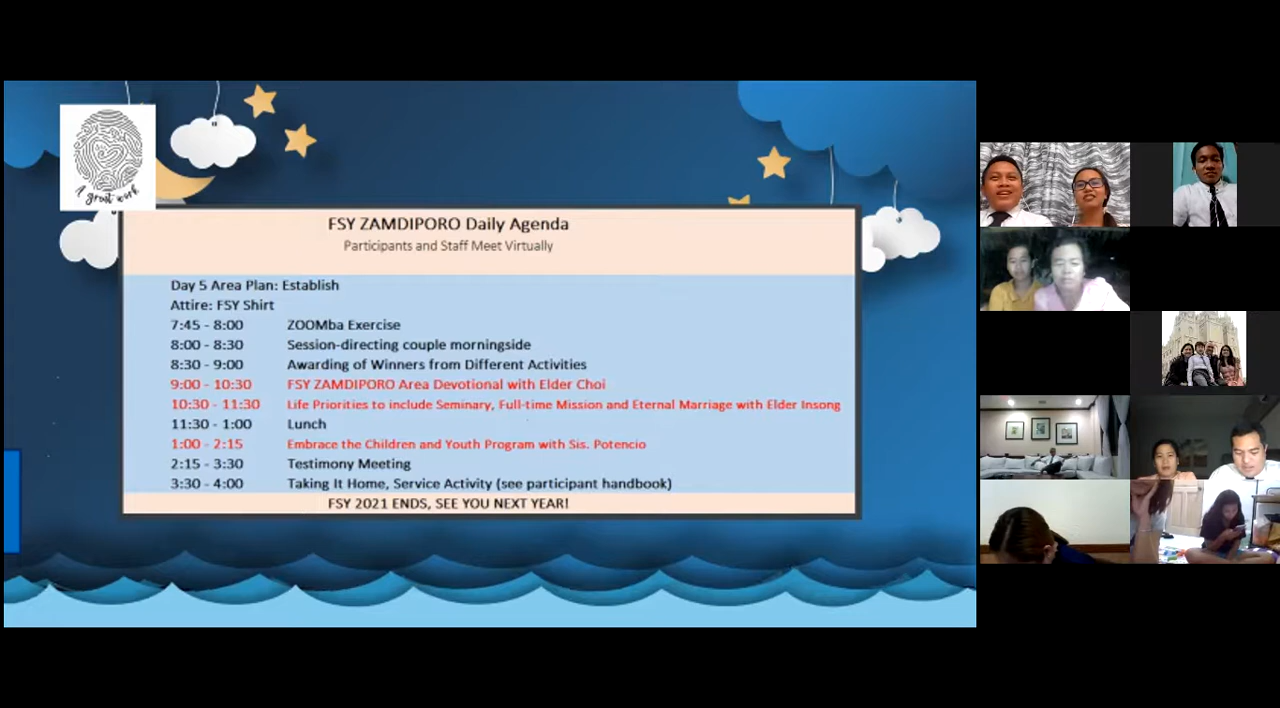 A great work
FSY ZAMDIPORO Daily Agenda
Participants and Staff Meet Virtually
Day 5 Area Plan: Establish
Attire: FSY Shirt
7:45 - 8:00 ZOOMba Exercise
8:00 - 8:30 Session-directing couple morningside
8:30 - 9:00 Awarding of Winners from Different Activities
9:00 - 10:30 FSY ZAMDIPORO Area Devotional with Elder Choi
10:30 - 11:30 Life Priorities to include Seminary, Full-time Mission and Eternal Marriage with Elder Insong
11:30 - 1:00 Lunch
1:00 - 2:15 Embrace the Children and Youth Program with Sis. Potencio
2:15 - 3:30 Testimony Meeting
3:30 - 4:00 Taking It Home, Service Activity (see participant handbook)
FSY 2021 ENDS, SEE YOU NEXT YEAR!